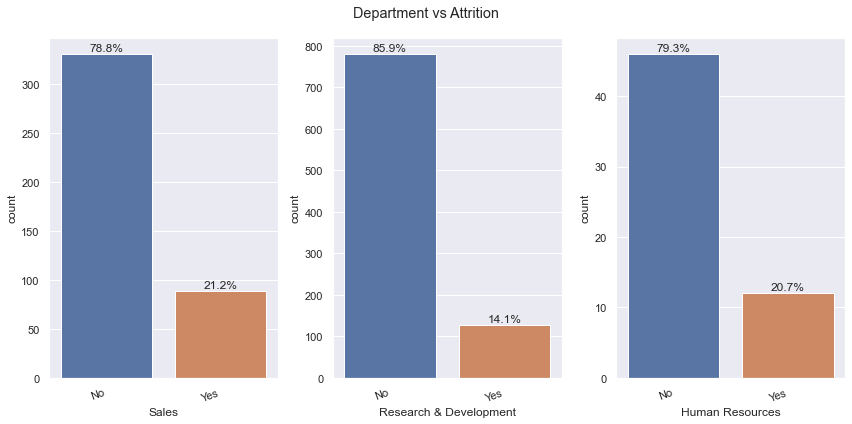 Department vs Attrition
78.8%
21.2%
count
350
300
250
200
150
100
50
0
No
Yes
Sales
85.9%
14.1%
count
800
700
600
500
400
300
200
100
0
No
Yes
Research & Development
79.3%
20.7%
count
40
30
20
10
0
No
Yes
Human Resources